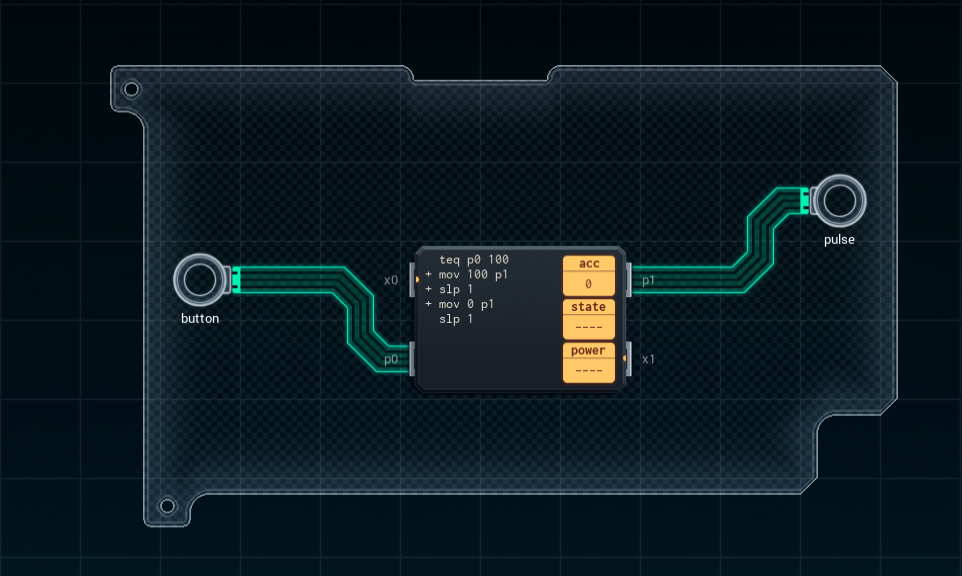 pulse
teq p0 100
+ mov 100 p1
+ slp 1
+ mov 0 p1
slp 1
acc
0
state
----
power
----
x0
p1
button
p0
x1